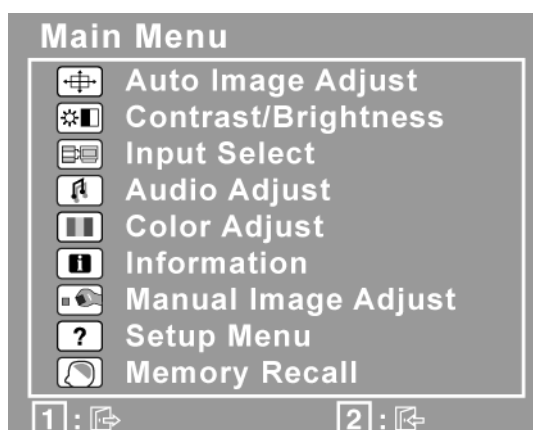 Main Menu
Auto Image Adjust
Contrast/Brightness
Input Select
Audio Adjust
Color Adjust
i Information
Manual Image Adjust
? Setup Menu
Memory Recall
1 : 2 :